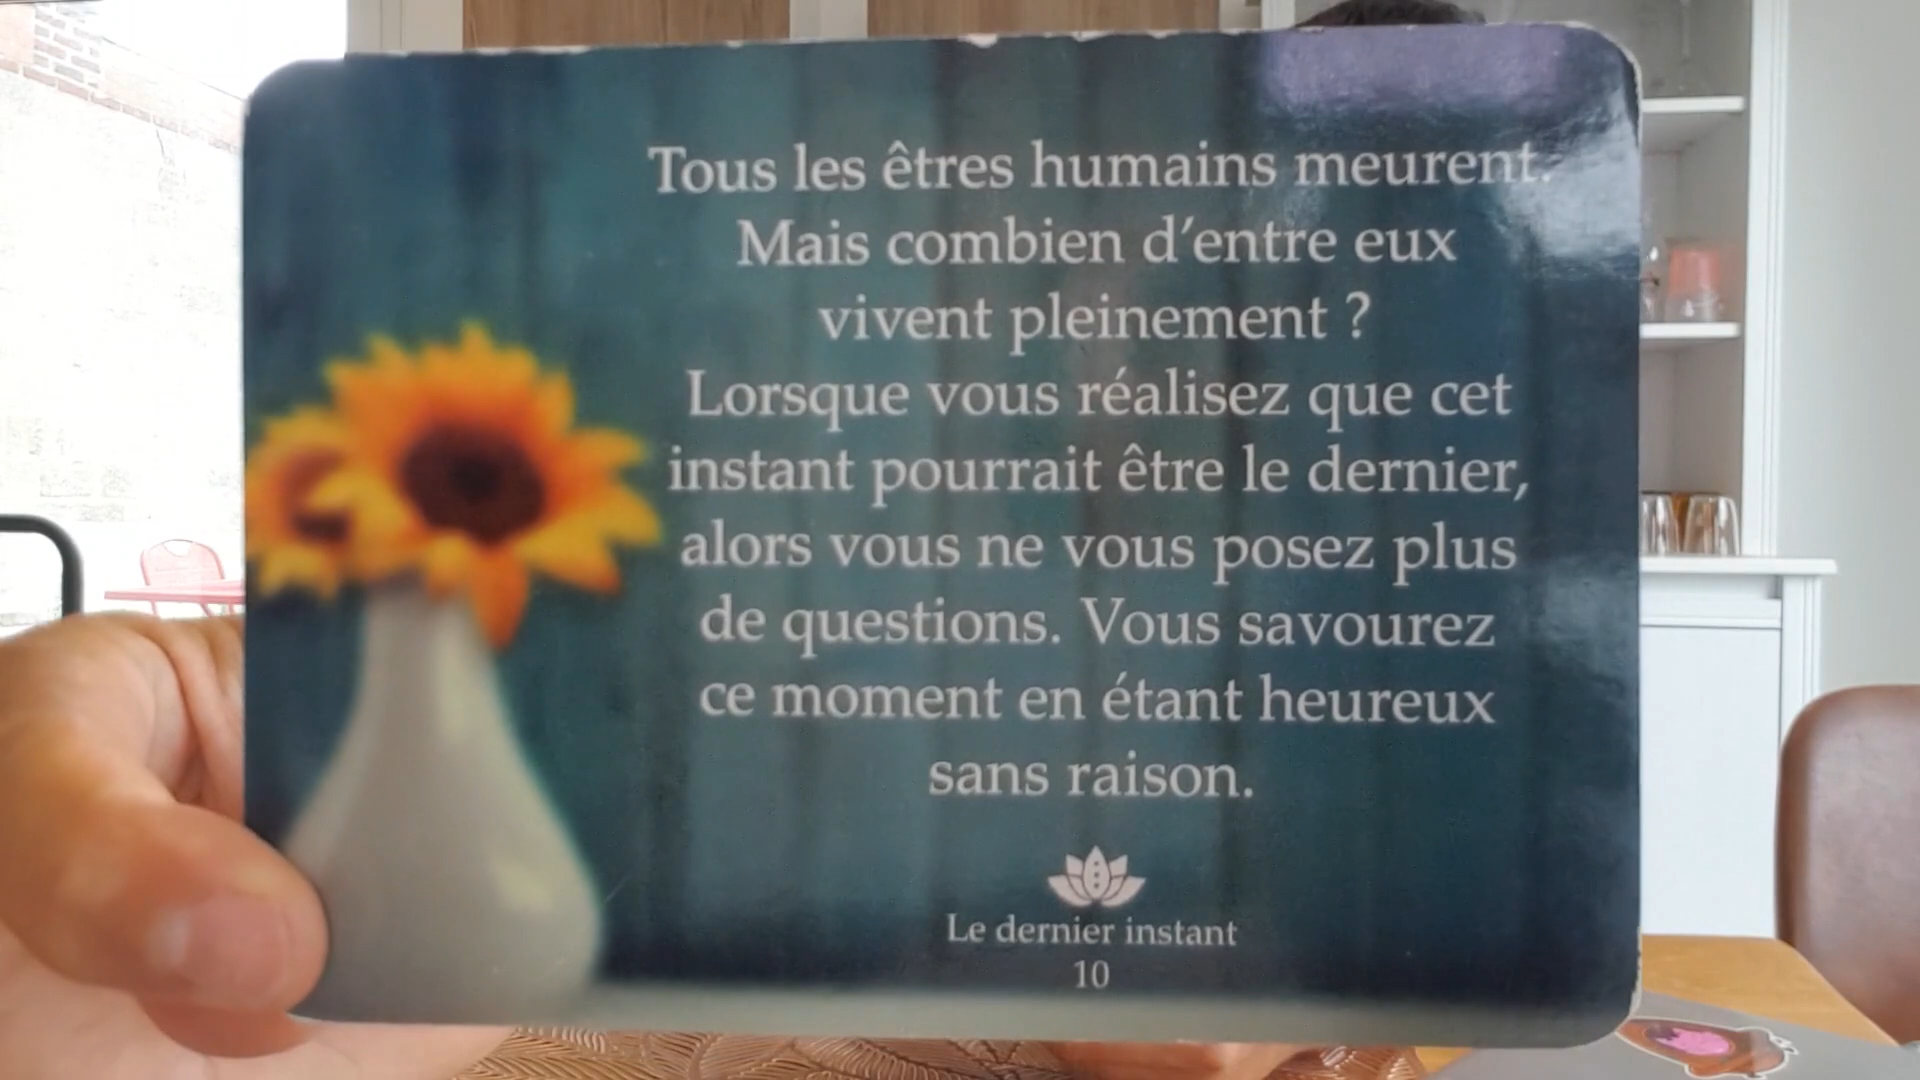 Tous les êtres humains meurent.
Mais combien d’entre eux
vivent pleinement ?
Lorsque vous réalisez que cet
instant pourrait être le dernier,
alors vous ne vous posez plus
de questions. Vous savourez
ce moment en étant heureux
sans raison.
Le dernier instant
10